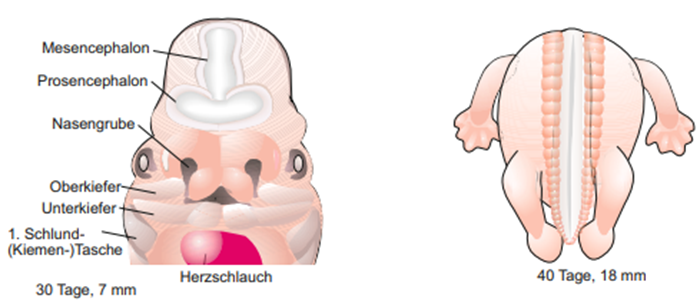 Mesencephalon
Prosencephalon
Nasengrube
Oberkiefer
Unterkiefer
1. Schlund-
(Kiemen-)Tasche
Herzschlauch
30 Tage, 7 mm
40 Tage, 18 mm